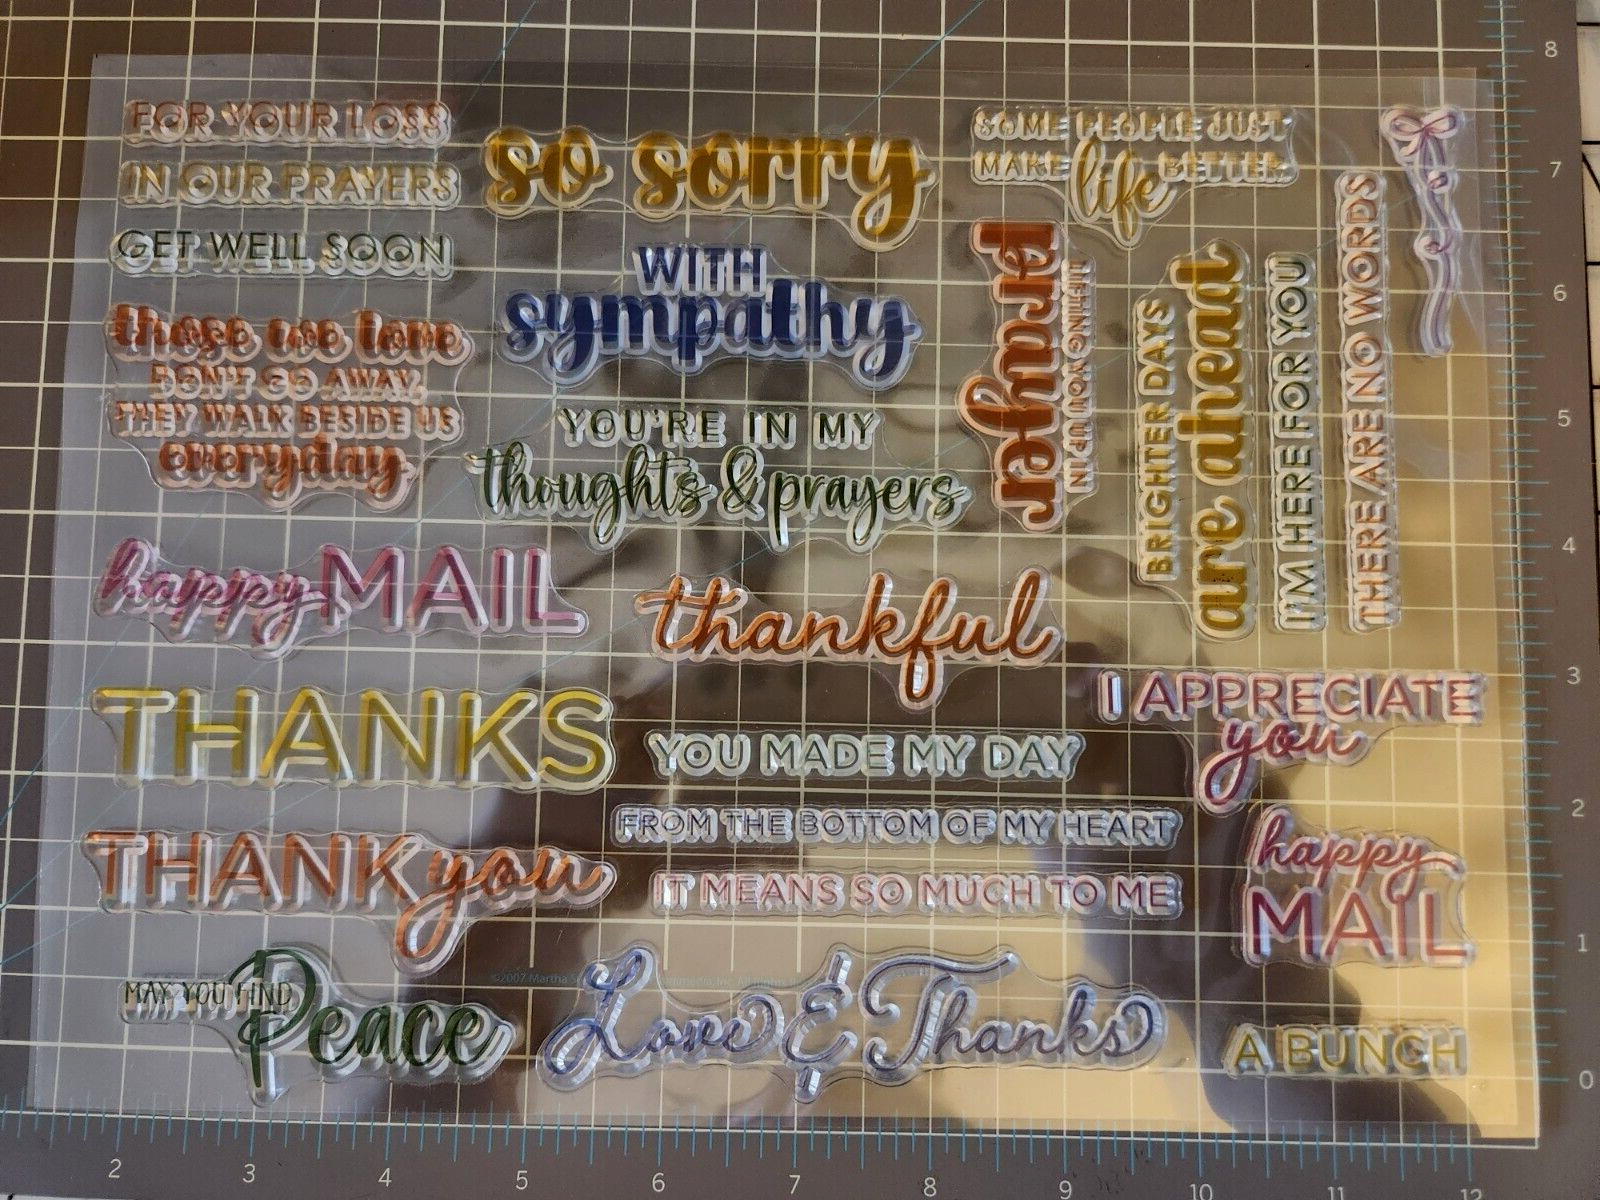 FOR YOUR LOSS
IN OUR PRAYERS
GET WELL SOON
those we love
DON'T GO AWAY,
THEY WALK BESIDE US
everyday
so sorry
WITH
sympathy
YOU'RE IN MY
thoughts & prayers
SOME PEOPLE JUST
MAKE life BETTER
LIFTING YOU UP IN
prayer
BRIGHTER DAYS
are ahead
I'M HERE FOR YOU
THERE ARE NO WORDS
happy MAIL
thankful
THANKS
YOU MADE MY DAY
I APPRECIATE
you
FROM THE BOTTOM OF MY HEART
THANK you
IT MEANS SO MUCH TO ME
happy
MAIL
MAY YOU FIND
Peace
©2007 Martha
Love & Thanks
A BUNCH
8
7
6
5
4
3
2
1
0
2 3 4 5 6 7 8 9 10 11 12